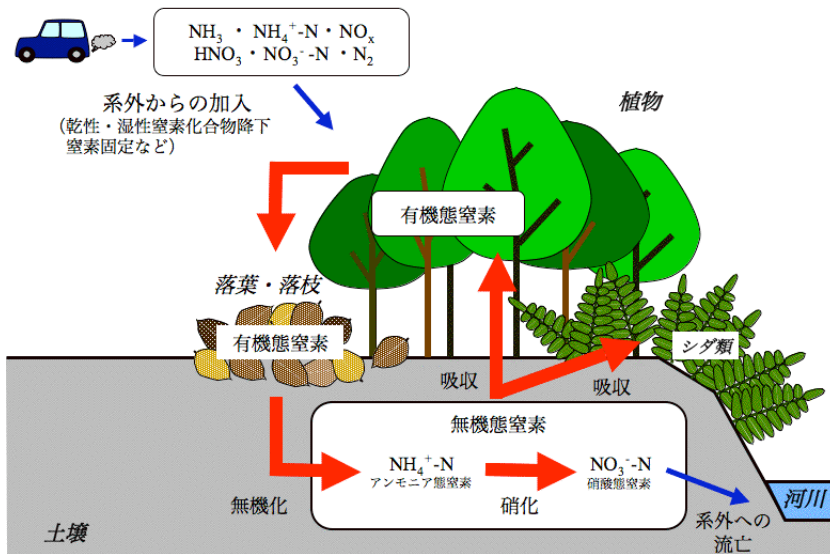 NH₃ ・ NH₄⁺-N・NOₓ
HNO₃・NO₃⁻-N ・N₂
系外からの加入
（乾性・湿性窒素化合物降下
窒素固定など）
植物
有機態窒素
落葉・落枝
有機態窒素
シダ類
吸収
吸収
無機態窒素
NH₄⁺-N
アンモニア態窒素
NO₃⁻-N
硝酸態窒素
無機化
硝化
河川
系外への
流亡
土壌